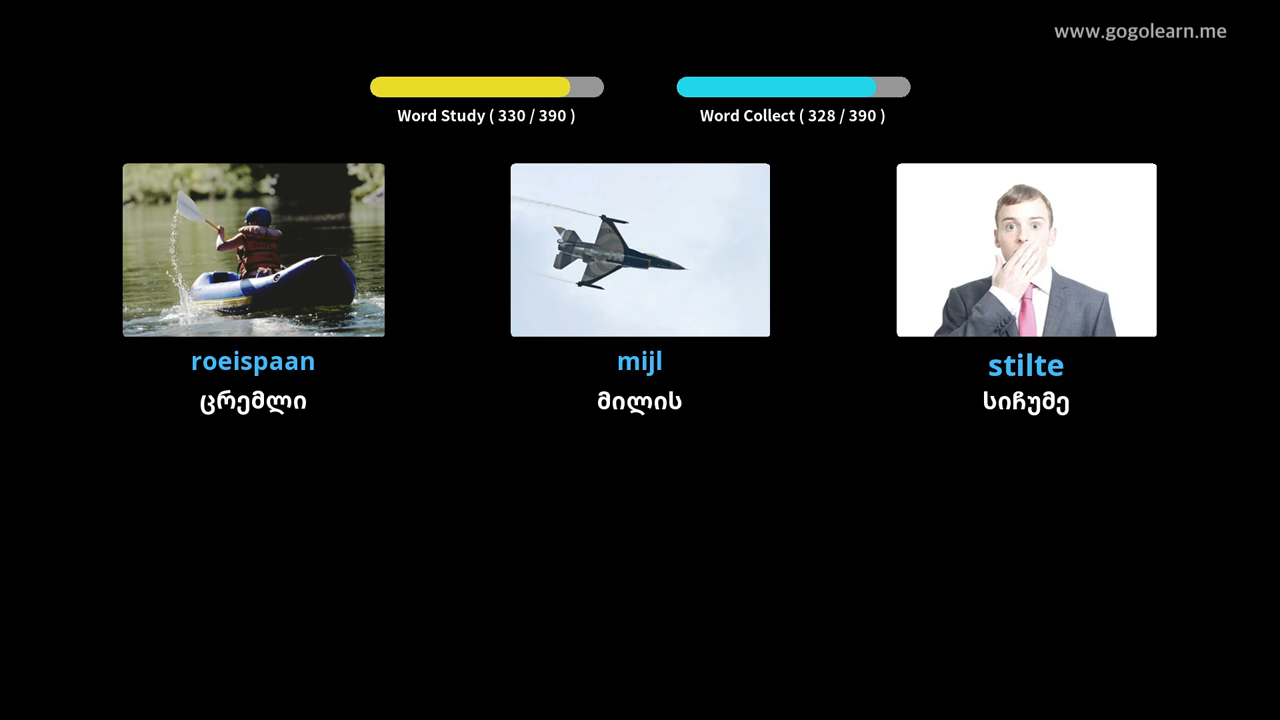 www.gogolearn.me
Word Study ( 330 / 390 )
Word Collect ( 328 / 390 )
roeispaan
ცრემლი
mijl
მილის
stilte
სიჩუმე